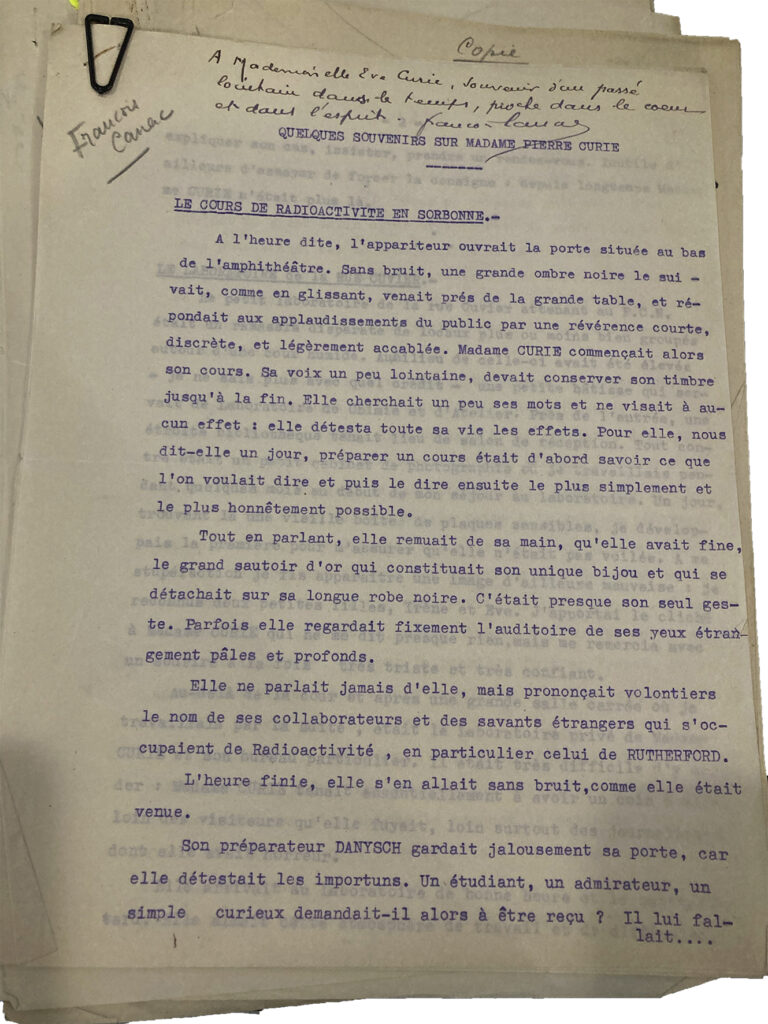 Copie
A Mademoiselle Eve Curie, souvenir d'un passé
lointain dans le temps, proche dans le coeur
et dans l'esprit.
Francois
Canac
QUELQUES SOUVENIRS SUR MADAME PIERRE CURIE
LE COURS DE RADIOACTIVITE EN SORBONNE.-
A l'heure dite, l'appariteur ouvrait la porte située au bas
de l'amphithéâtre. Sans bruit, une grande ombre noire le sui -
vait, comme en glissant, venait prés de la grande table, et ré-
pondait aux applaudissements du public par une révérence courte,
discrète, et légèrement accablée. Madame CURIE commençait alors
son cours. Sa voix un peu lointaine, devait conserver son timbre
jusqu'à la fin. Elle cherchait un peu ses mots et ne visait à au-
cun effet : elle détesta toute sa vie les effets. Pour elle, nous
dit-elle un jour, préparer un cours était d'abord savoir ce que
l'on voulait dire et puis le dire ensuite le plus simplement et
le plus honnêtement possible.
Tout en parlant, elle remuait de sa main, qu'elle avait fine,
le grand sautoir d'or qui constituait son unique bijou et qui se
détachait sur sa longue robe noire. C'était presque son seul ges-
te. Parfois elle regardait fixement l'auditoire de ses yeux étran-
gement pâles et profonds.
Elle ne parlait jamais d'elle, mais prononçait volontiers
le nom de ses collaborateurs et des savants étrangers qui s'oc-
cupaient de Radioactivité , en particulier celui de RUTHERFORD.
L'heure finie, elle s'en allait sans bruit,comme elle était
venue.
Son préparateur DANYSCH gardait jalousement sa porte, car
elle détestait les importuns. Un étudiant, un admirateur, un
simple curieux demandait-il alors à être reçu ? Il lui fal-
lait....